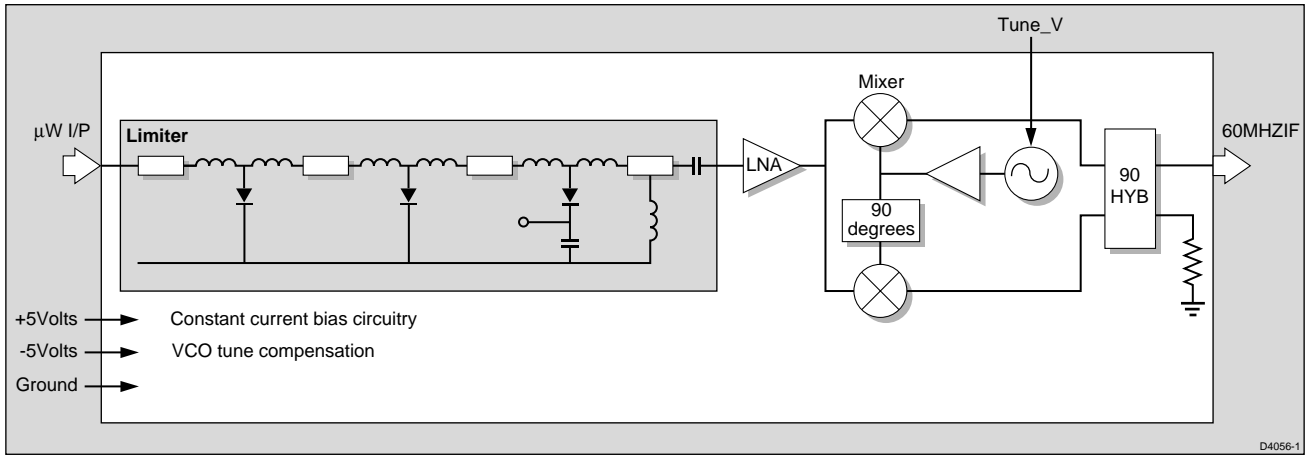 Tune_V
Mixer
µW I/P
Limiter
60MHZIF
LNA
90
HYB
90
degrees
+5Volts
Constant current bias circuitry
-5Volts
VCO tune compensation
Ground
D4056-1